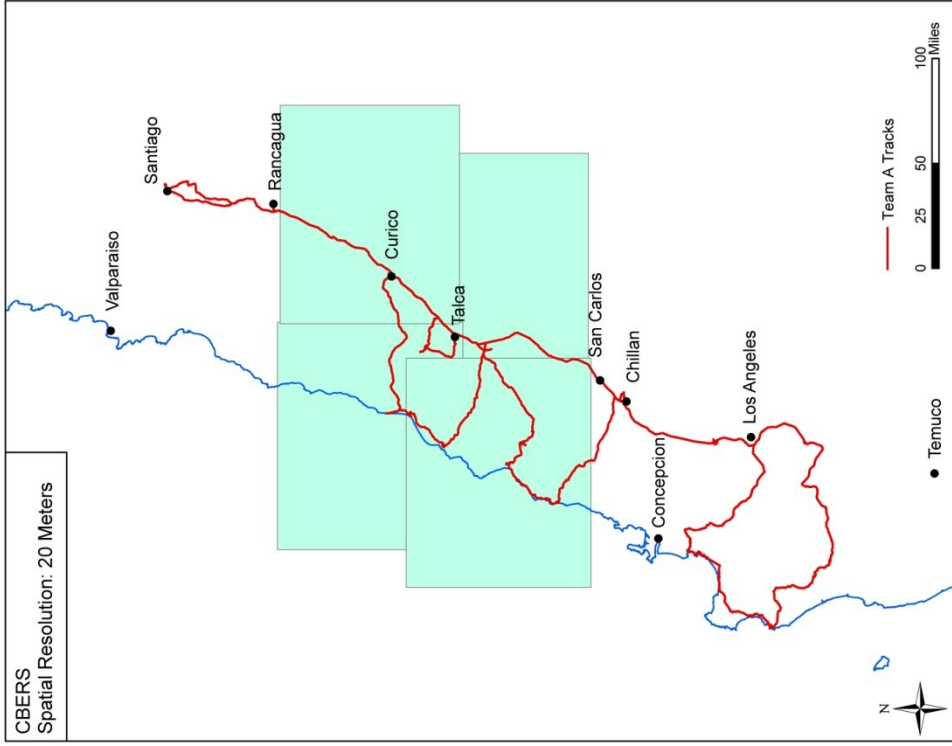 CBERS
Spatial Resolution: 20 Meters
Santiago
Valparaiso
Rancagua
Curico
Talca
San Carlos
Chillan
Concepcion
Los Angeles
Temuco
Team A Tracks
0 25 50 100
Miles
N